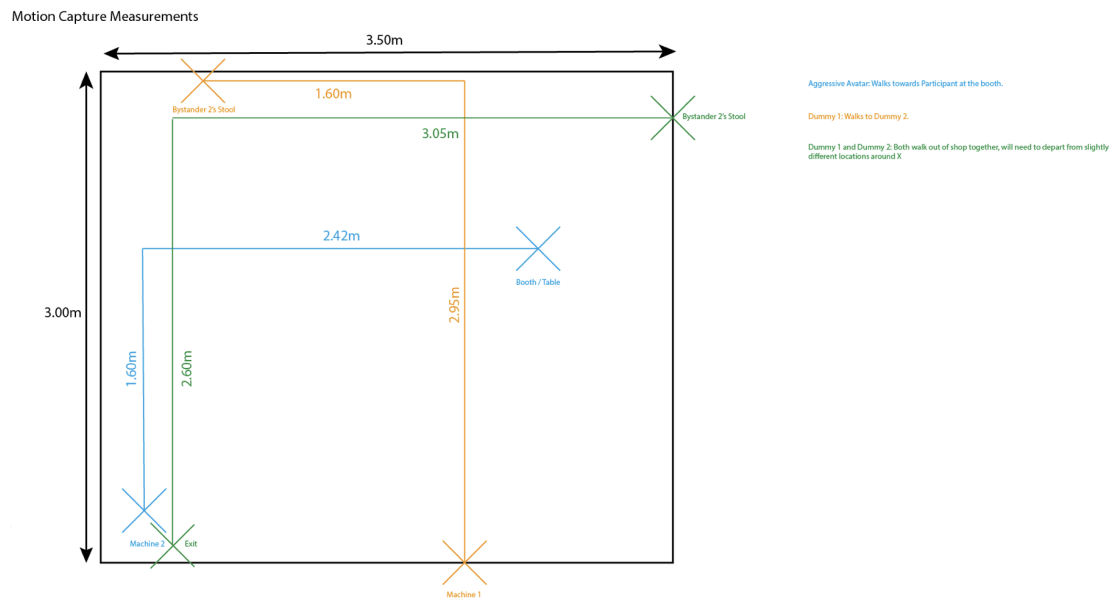 Motion Capture Measurements
3.50m
Aggressive Avatar: Walks towards Participant at the booth.
1.60m
Bystander 2's Stool
Bystander 2's Stool
Dummy 1: Walks to Dummy 2.
3.05m
Dummy 1 and Dummy 2: Both walk out of shop together, will need to depart from slightly
different locations around X
2.42m
Booth / Table
3.00m
2.95m
1.60m
2.60m
Machine 2
Exit
Machine 1